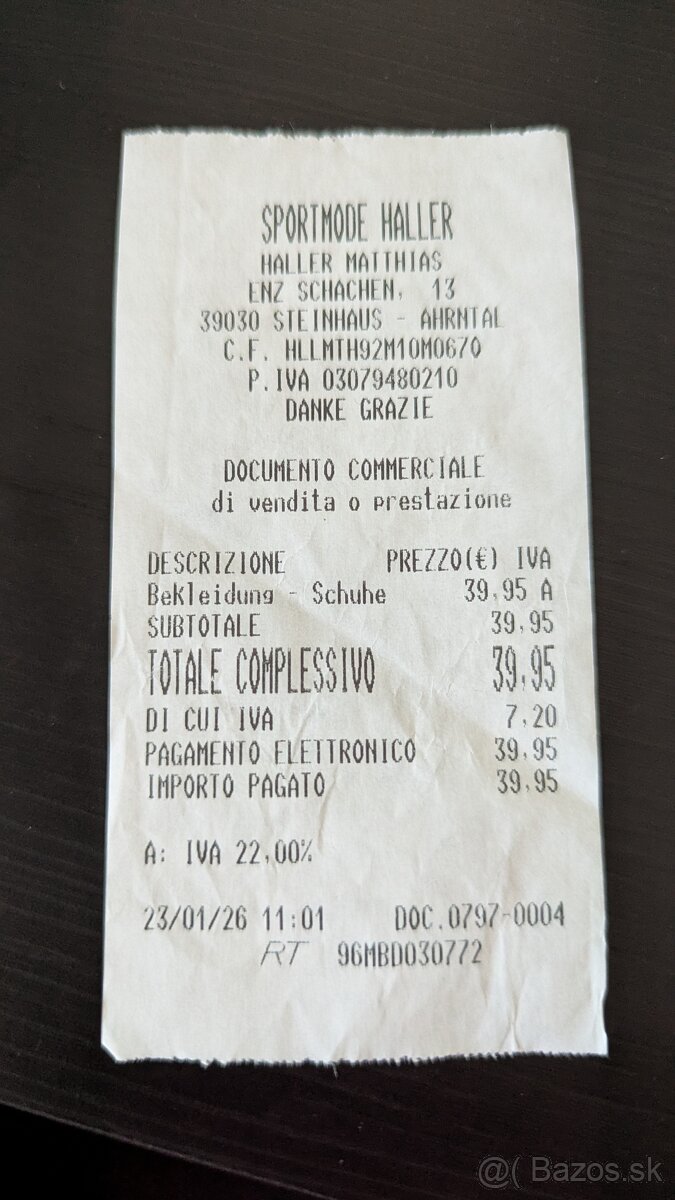 SPORTMODE HALLER
HALLER MATTHIAS
ENZ SCHACHEN, 13
39030 STEINHAUS - AHRNTAL
C.F. HLLMTH92M10M067O
P.IVA 03079480210
DANKE GRAZIE
DOCUMENTO COMMERCIALE
di vendita o prestazione
DESCRIZIONE PREZZO(€) IVA
Bekleidung - Schuhe 39,95 A
SUBTOTALE 39,95
TOTALE COMPLESSIVO 39,95
DI CUI IVA 7,20
PAGAMENTO ELETTRONICO 39,95
IMPORTO PAGATO 39,95
A: IVA 22,00%
23/01/26 11:01 DOC.0797-0004
RT 96MBD030772
@( Bazos.sk